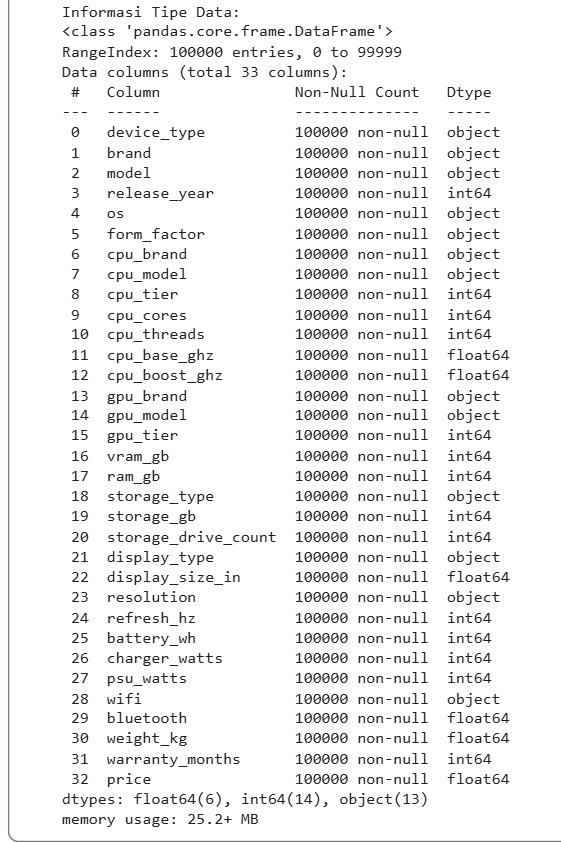 Informasi Tipe Data:
<class 'pandas.core.frame.DataFrame'>
RangeIndex: 100000 entries, 0 to 99999
Data columns (total 33 columns):
 #   Column               Non-Null Count   Dtype
---  ------               --------------   -----
 0   device_type          100000 non-null  object
 1   brand                100000 non-null  object
 2   model                100000 non-null  object
 3   release_year         100000 non-null  int64
 4   os                   100000 non-null  object
 5   form_factor          100000 non-null  object
 6   cpu_brand            100000 non-null  object
 7   cpu_model            100000 non-null  object
 8   cpu_tier             100000 non-null  int64
 9   cpu_cores            100000 non-null  int64
 10  cpu_threads          100000 non-null  int64
 11  cpu_base_ghz         100000 non-null  float64
 12  cpu_boost_ghz        100000 non-null  float64
 13  gpu_brand            100000 non-null  object
 14  gpu_model            100000 non-null  object
 15  gpu_tier             100000 non-null  int64
 16  vram_gb              100000 non-null  int64
 17  ram_gb               100000 non-null  int64
 18  storage_type         100000 non-null  object
 19  storage_gb           100000 non-null  int64
 20  storage_drive_count  100000 non-null  int64
 21  display_type         100000 non-null  object
 22  display_size_in      100000 non-null  float64
 23  resolution           100000 non-null  object
 24  refresh_hz           100000 non-null  int64
 25  battery_wh           100000 non-null  int64
 26  charger_watts        100000 non-null  int64
 27  psu_watts            100000 non-null  int64
 28  wifi                 100000 non-null  object
 29  bluetooth            100000 non-null  float64
 30  weight_kg            100000 non-null  float64
 31  warranty_months      100000 non-null  int64
 32  price                100000 non-null  float64
dtypes: float64(6), int64(14), object(13)
memory usage: 25.2+ MB